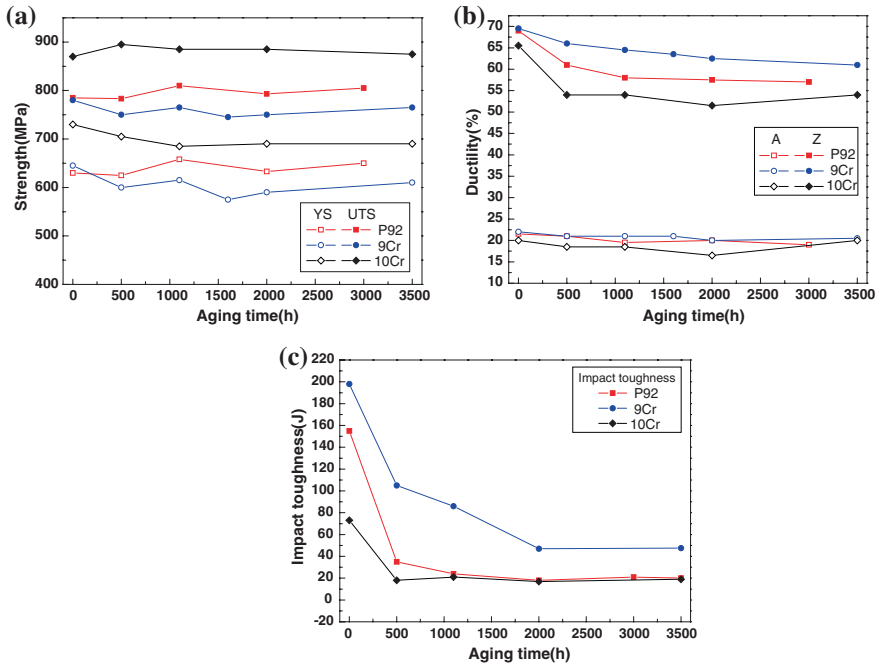 (a)
900
800
700
600
500
400
Strength(MPa)
YS UTS
P92
9Cr
10Cr
0 500 1000 1500 2000 2500 3000 3500
Aging time(h)
(b)
70
65
60
55
50
45
40
35
30
25
20
15
10
Ductility(%)
A Z
P92
9Cr
10Cr
0 500 1000 1500 2000 2500 3000 3500
Aging time(h)
(c)
220
200
180
160
140
120
100
80
60
40
20
0
-20
Impact toughness(J)
Impact toughness
P92
9Cr
10Cr
0 500 1000 1500 2000 2500 3000 3500
Aging time(h)